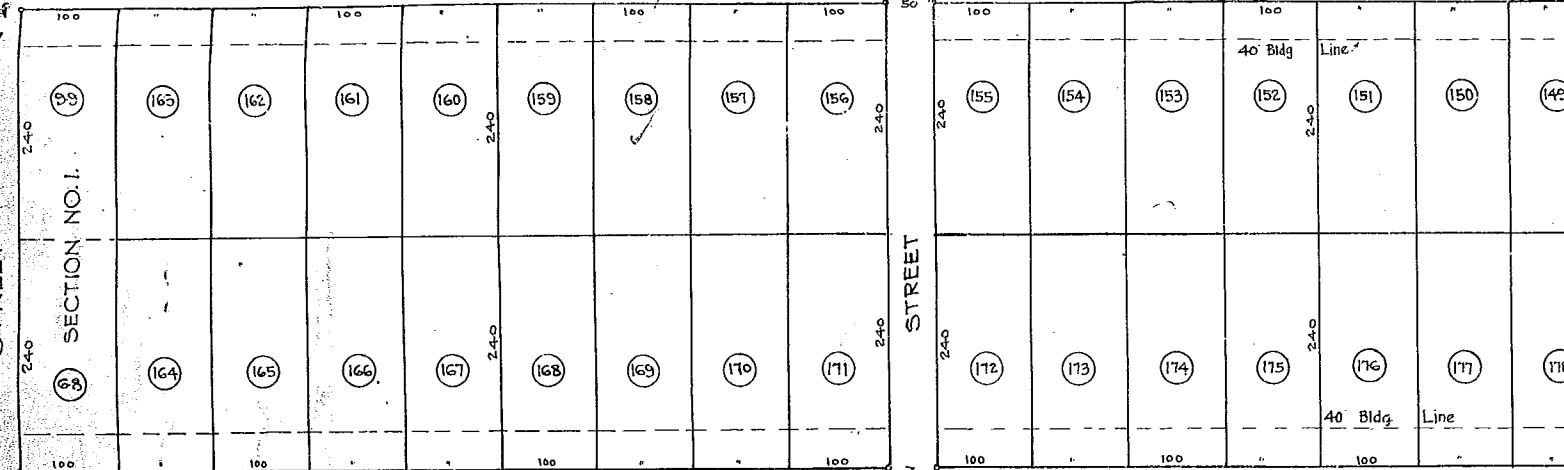 100 " 100 " 100 " 100 50 100 " " 100 " "
40' Bldg Line
99 163 162 161 160 159 158 157 156 155 154 153 152 151 150 149
240 240 240 240 240
SECTION NO. 1.
STREET
240 240 240 240 240
68 164 165 166 167 168 169 170 171 172 173 174 175 176 177
40' Bldg Line
100 " 100 " " 100 " " 100 100 " " 100 " "